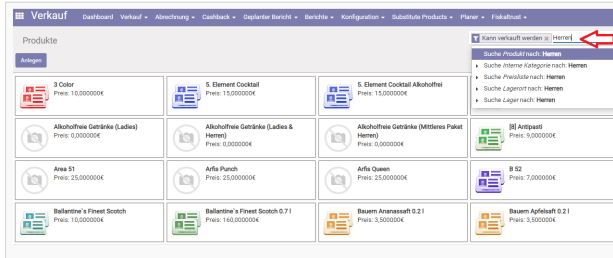 Verkauf Dashboard Verkauf Abrechnung Cashback Geplanter Bericht Berichte Konfiguration Substitute Products Planer Fiskaltrust
Produkte
Kann verkauft werden x Herren
Anlegen
Suche Produkt nach: Herren
Suche Interne Kategorie nach: Herren
Suche Preisliste nach: Herren
Suche Lagerort nach: Herren
Suche Lager nach: Herren
3 Color
Preis: 10,000000€
5. Element Cocktail
Preis: 15,000000€
5. Element Cocktail Alkoholfrei
Preis: 15,000000€
Alkoholfreie Getränke (Ladies)
Preis: 0,000000€
Alkoholfreie Getränke (Ladies &
Herren)
Preis: 0,000000€
Alkoholfreie Getränke (Mittleres Paket
Herren)
Preis: 0,000000€
[8] Antipasti
Preis: 9,000000€
Area 51
Preis: 25,000000€
Arfis Punch
Preis: 25,000000€
Arfis Queen
Preis: 25,000000€
B 52
Preis: 7,000000€
Ballantine`s Finest Scotch
Preis: 10,000000€
Ballantine`s Finest Scotch 0.7 l
Preis: 160,000000€
Bauern Ananassaft 0.2 l
Preis: 3,500000€
Bauern Apfelsaft 0.2 l
Preis: 3,500000€